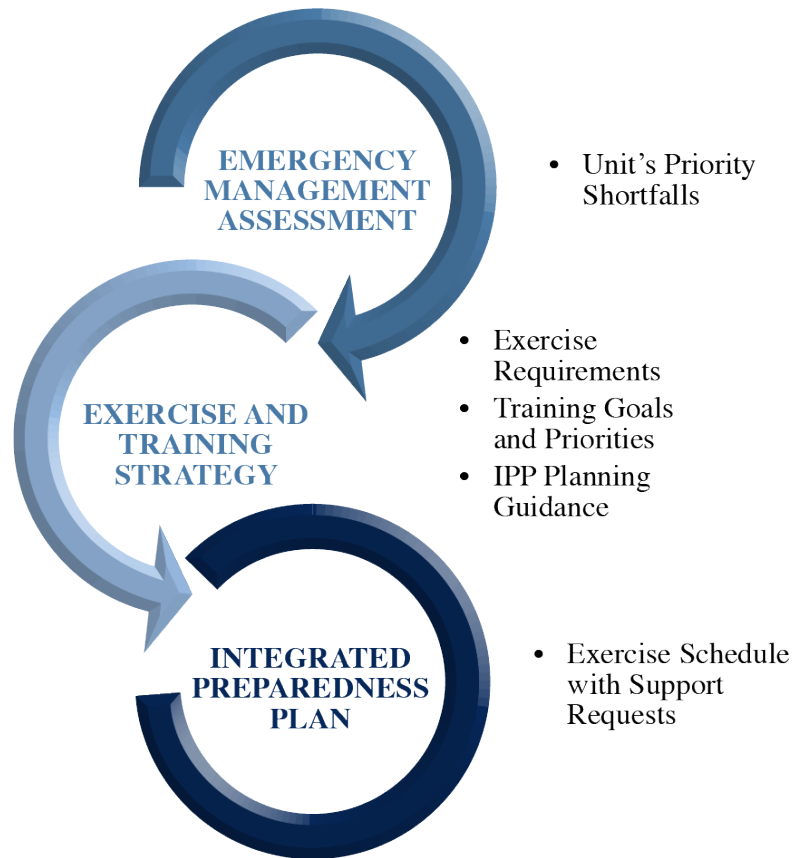 EMERGENCY
MANAGEMENT
ASSESSMENT
• Unit's Priority
Shortfalls
EXERCISE AND
TRAINING
STRATEGY
• Exercise
Requirements
• Training Goals
and Priorities
• IPP Planning
Guidance
INTEGRATED
PREPAREDNESS
PLAN
• Exercise Schedule
with Support
Requests